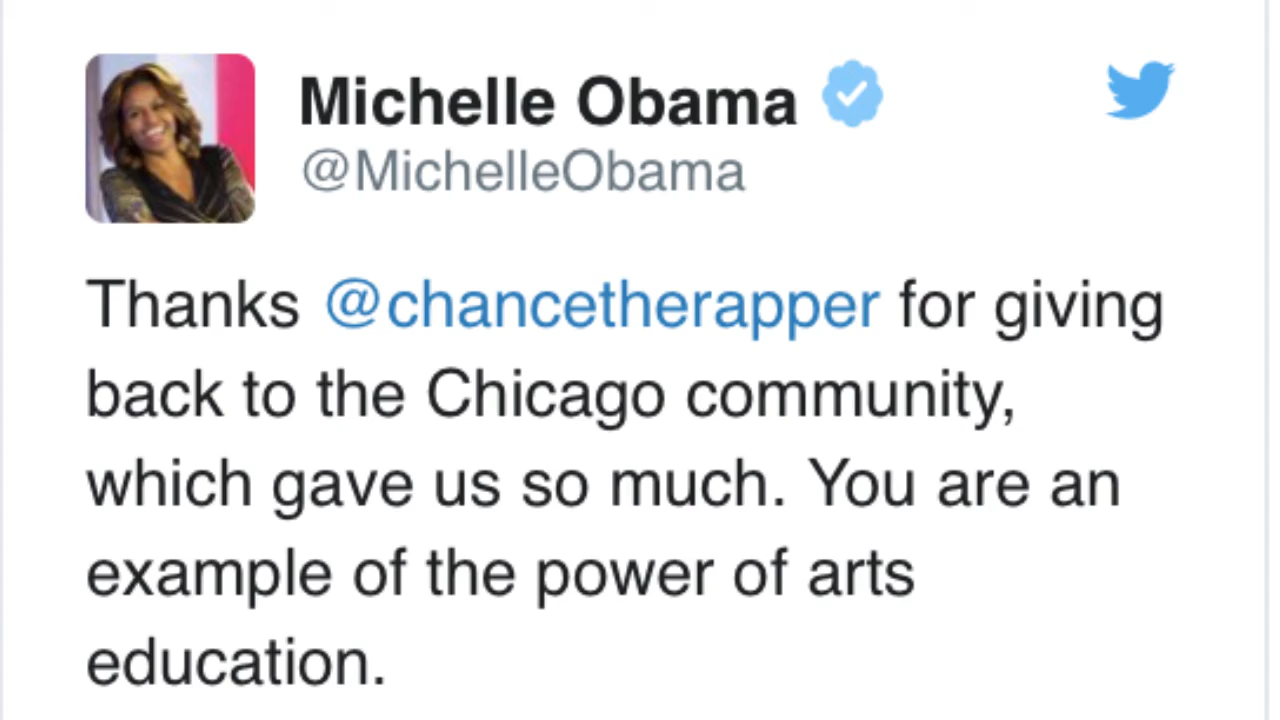 Michelle Obama
@MichelleObama
Thanks @chancetherapper for giving
back to the Chicago community,
which gave us so much. You are an
example of the power of arts
education.